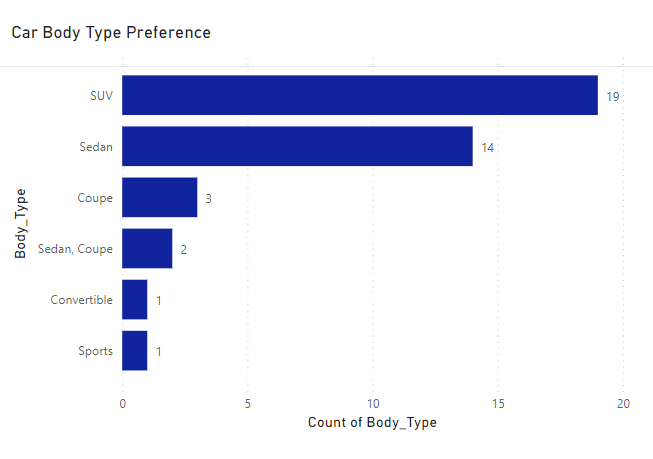 Car Body Type Preference
SUV 19
Sedan 14
Coupe 3
Sedan, Coupe 2
Convertible 1
Sports 1
Body_Type
0 5 10 15 20
Count of Body_Type